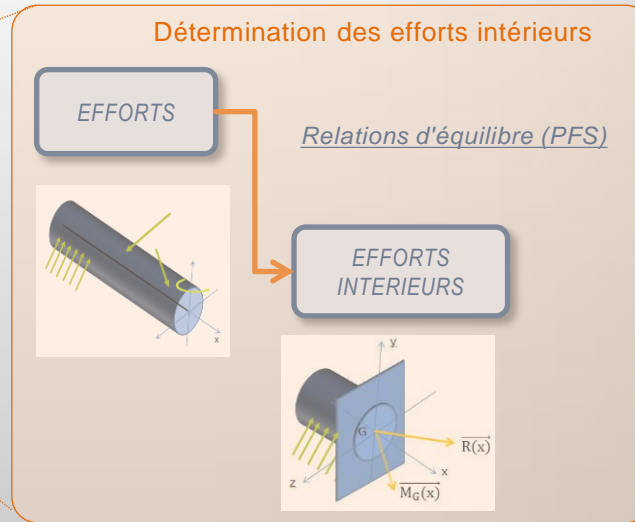 Détermination des efforts intérieurs
EFFORTS
Relations d'équilibre (PFS)
EFFORTS
INTERIEURS
x
y
G
R(x)
x
z
M_G(x)